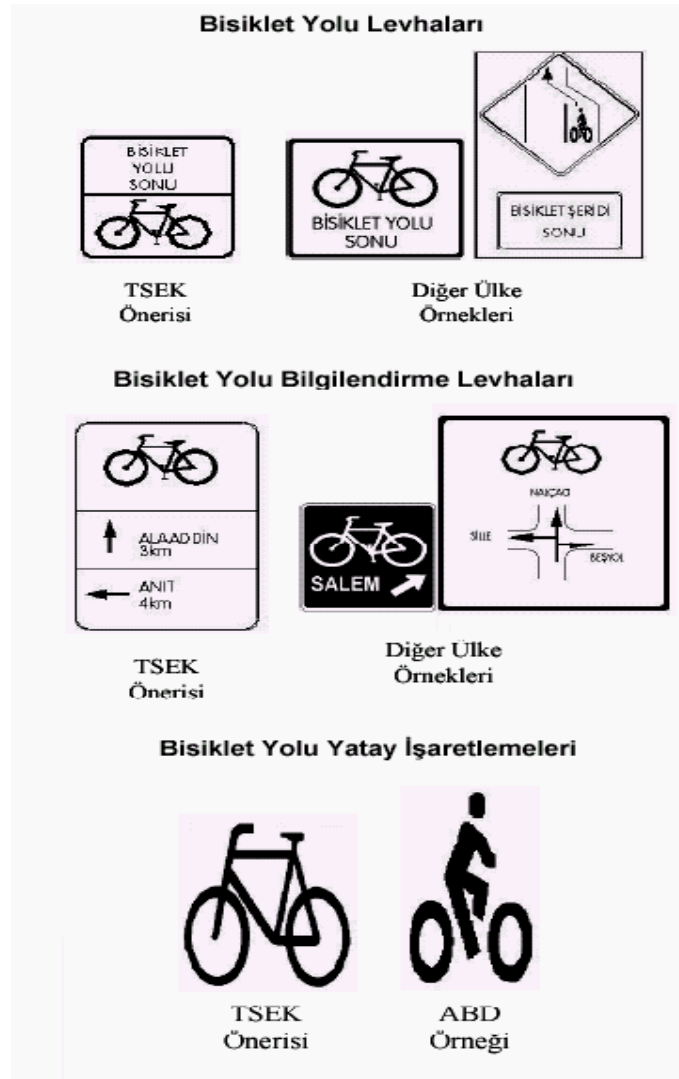 Bisiklet Yolu Levhaları
BİSİKLET
YOLU
SONU
BİSİKLET YOLU
SONU
BİSİKLET ŞERİDİ
SONU
TSEK
Önerisi
Diğer Ülke
Örnekleri
Bisiklet Yolu Bilgilendirme Levhaları
ALAADDİN
3km
ANIT
4km
SALEM
NALÇACI
SİLLE
BEŞYOL
TSEK
Önerisi
Diğer Ülke
Örnekleri
Bisiklet Yolu Yatay İşaretlemeleri
TSEK
Önerisi
ABD
Örneği